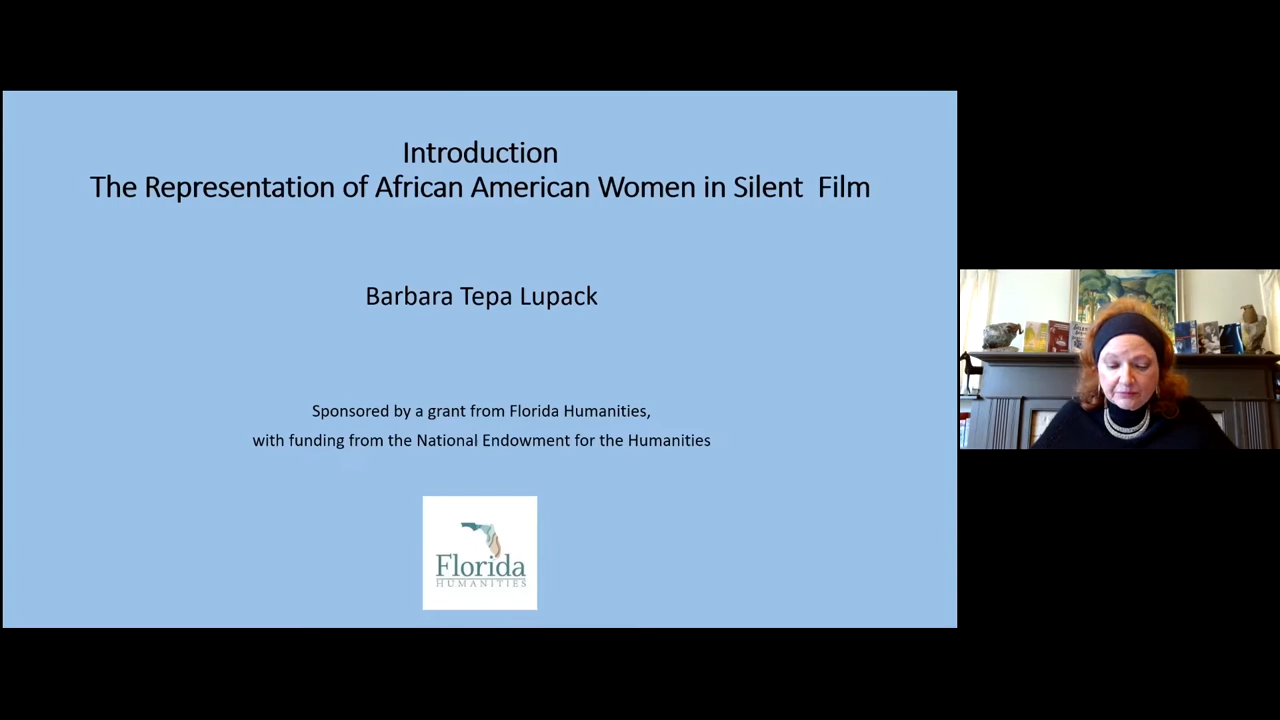 Introduction
The Representation of African American Women in Silent  Film
Barbara Tepa Lupack
Sponsored by a grant from Florida Humanities,
with funding from the National Endowment for the Humanities
Florida
HUMANITIES